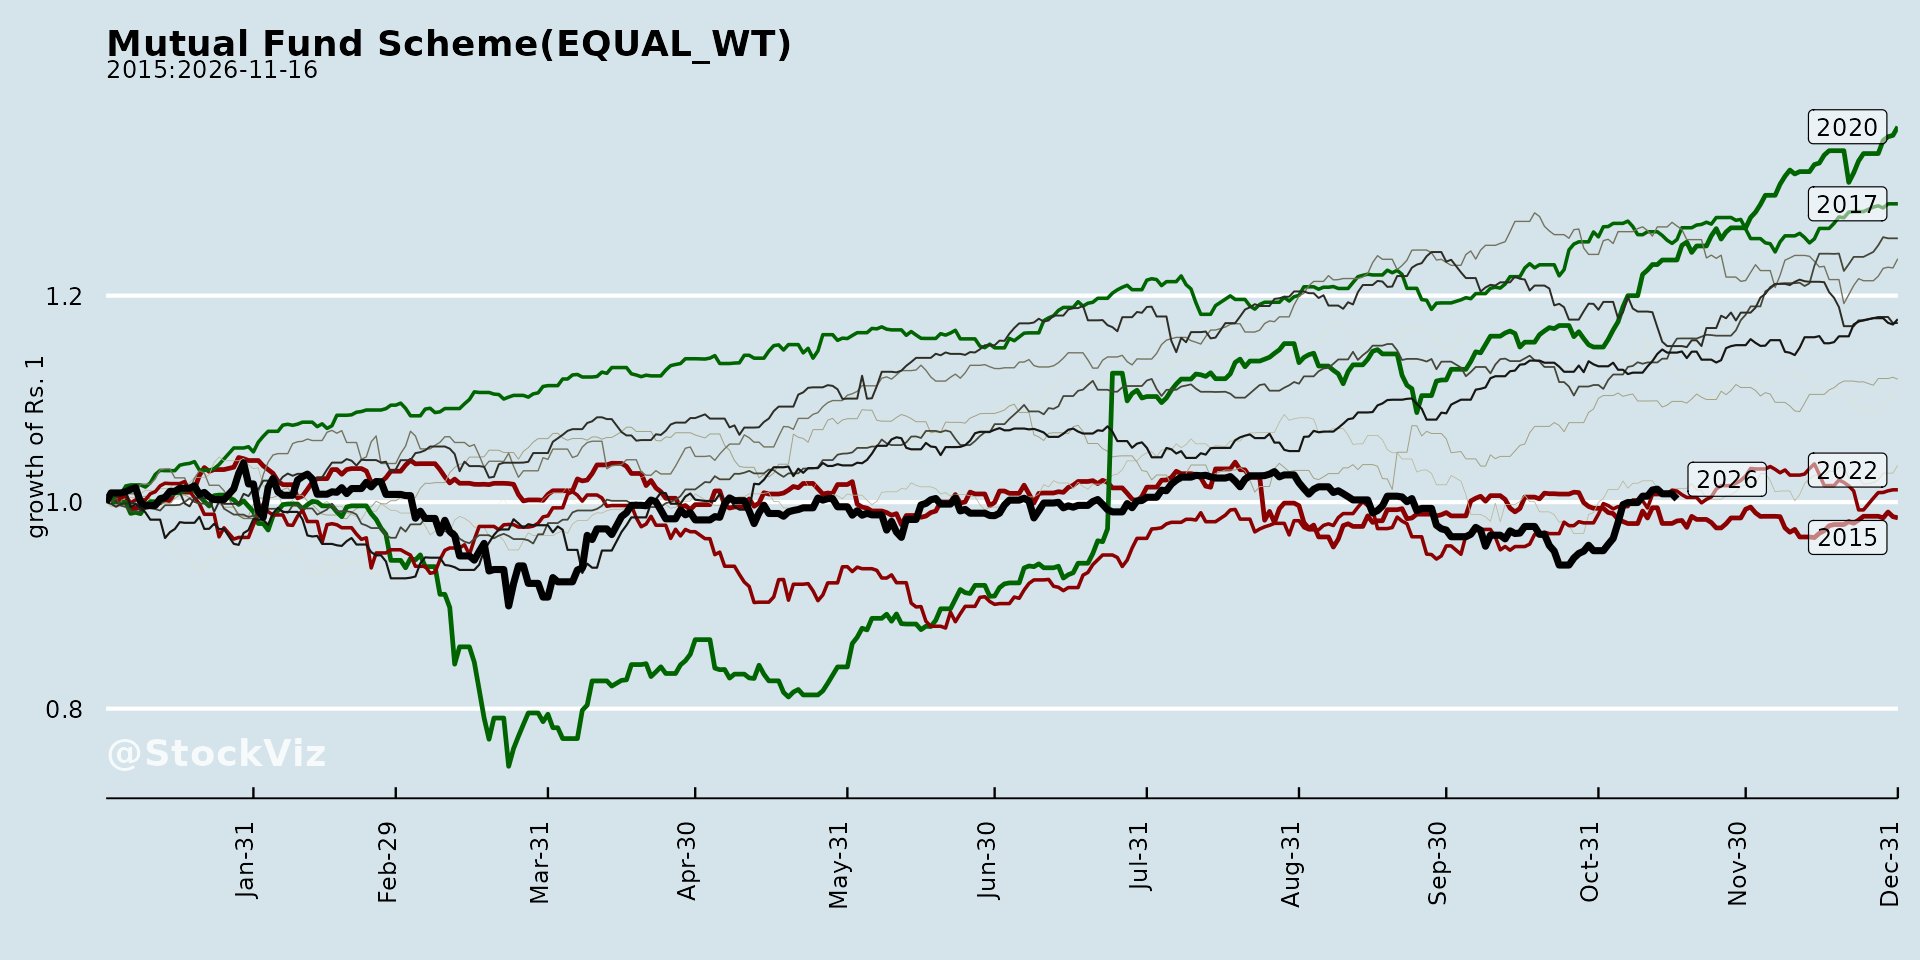 Mutual Fund Scheme(EQUAL_WT)
2015:2026-11-16
2020
2017
1.2
growth of Rs. 1
2022
2026
1.0
2015
0.8
@StockViz
Jan-31
Feb-29
Mar-31
Apr-30
May-31
Jun-30
Jul-31
Aug-31
Sep-30
Oct-31
Nov-30
Dec-31